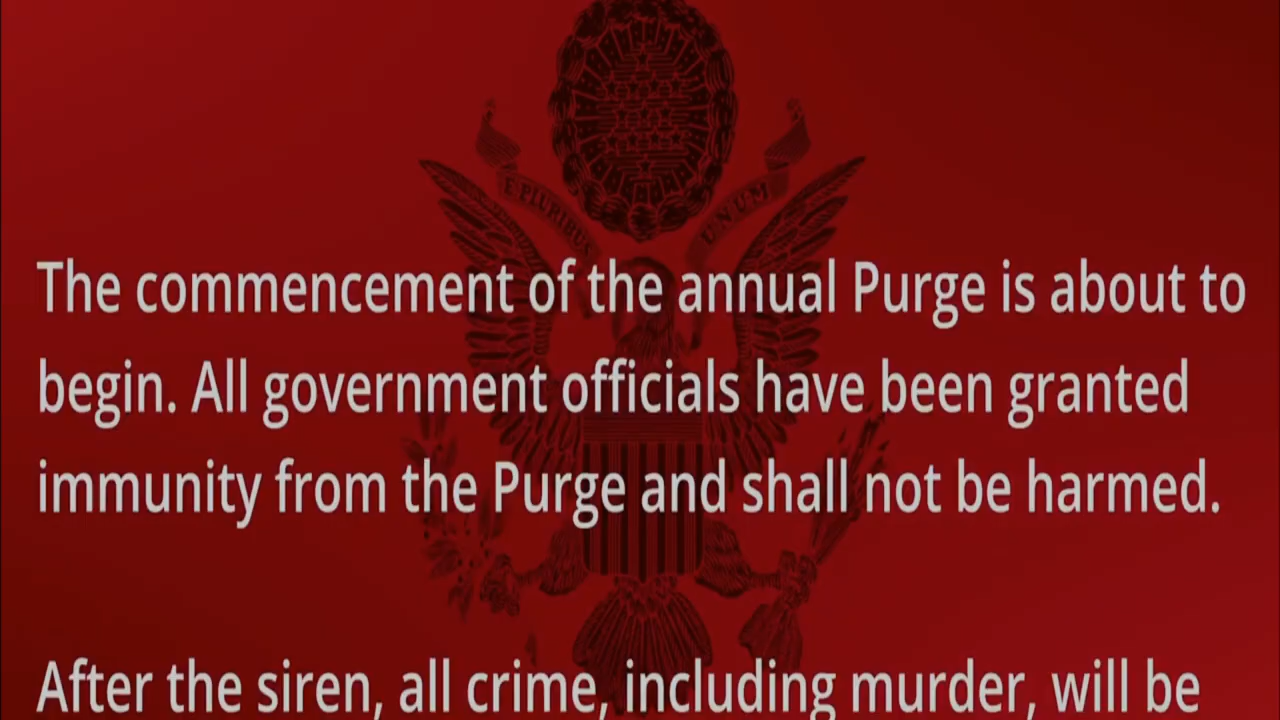 E PLURIBUS UNUM
The commencement of the annual Purge is about to
begin. All government officials have been granted
immunity from the Purge and shall not be harmed.
After the siren, all crime, including murder, will be